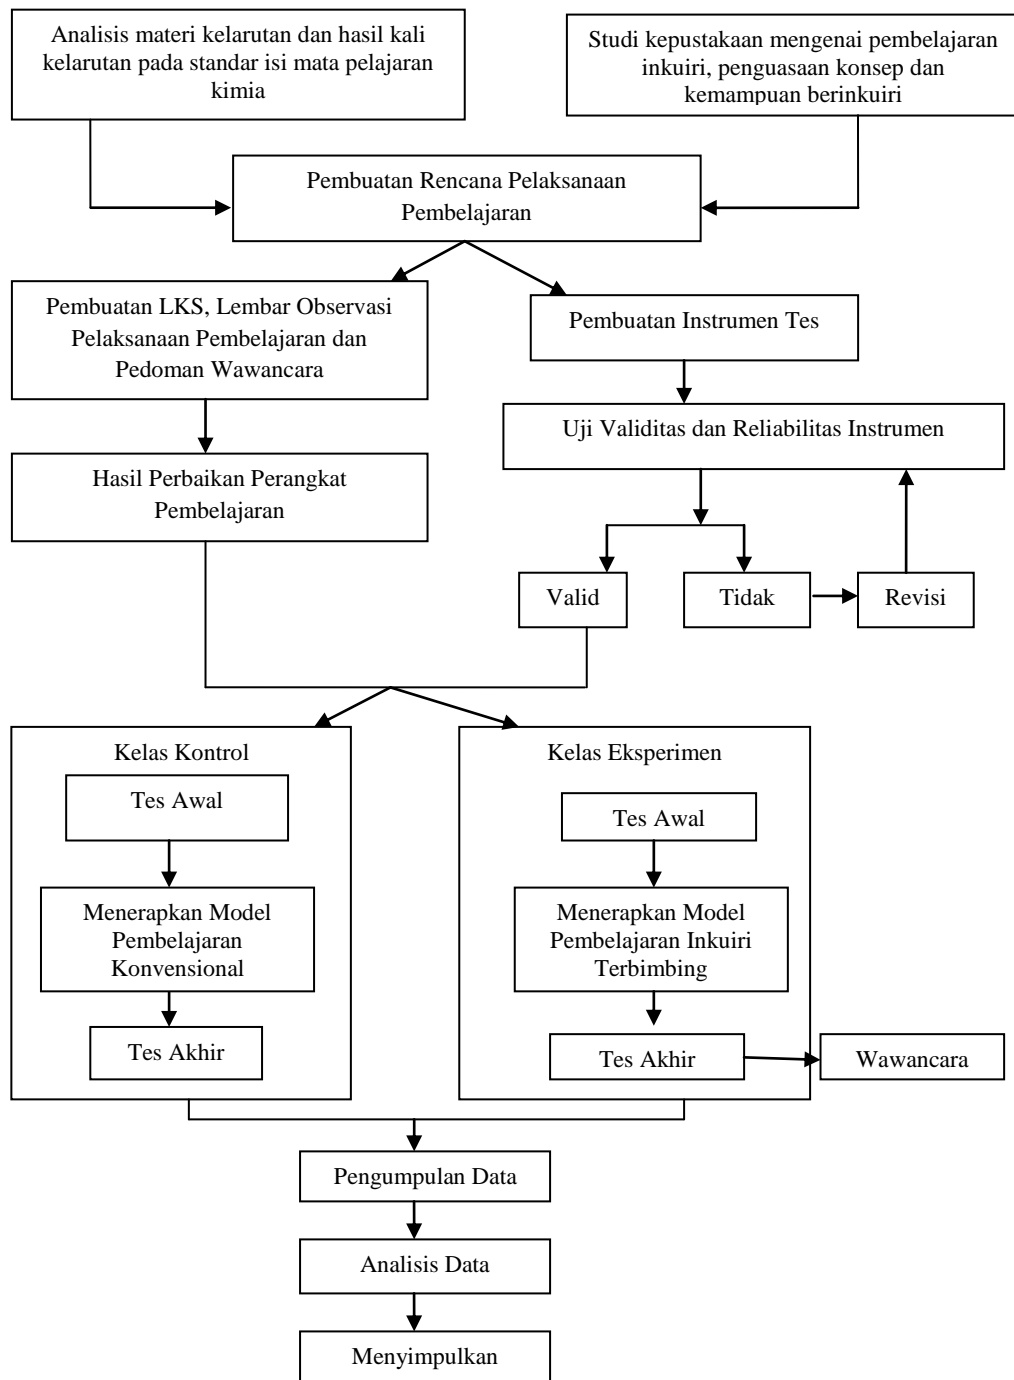 Analisis materi kelarutan dan hasil kali
kelarutan pada standar isi mata pelajaran
kimia
Studi kepustakaan mengenai pembelajaran
inkuiri, penguasaan konsep dan
kemampuan berinkuiri
Pembuatan Rencana Pelaksanaan
Pembelajaran
Pembuatan LKS, Lembar Observasi
Pelaksanaan Pembelajaran dan
Pedoman Wawancara
Pembuatan Instrumen Tes
Uji Validitas dan Reliabilitas Instrumen
Hasil Perbaikan Perangkat
Pembelajaran
Valid
Tidak
Revisi
Kelas Kontrol
Tes Awal
Menerapkan Model
Pembelajaran
Konvensional
Tes Akhir
Kelas Eksperimen
Tes Awal
Menerapkan Model
Pembelajaran Inkuiri
Terbimbing
Tes Akhir
Wawancara
Pengumpulan Data
Analisis Data
Menyimpulkan